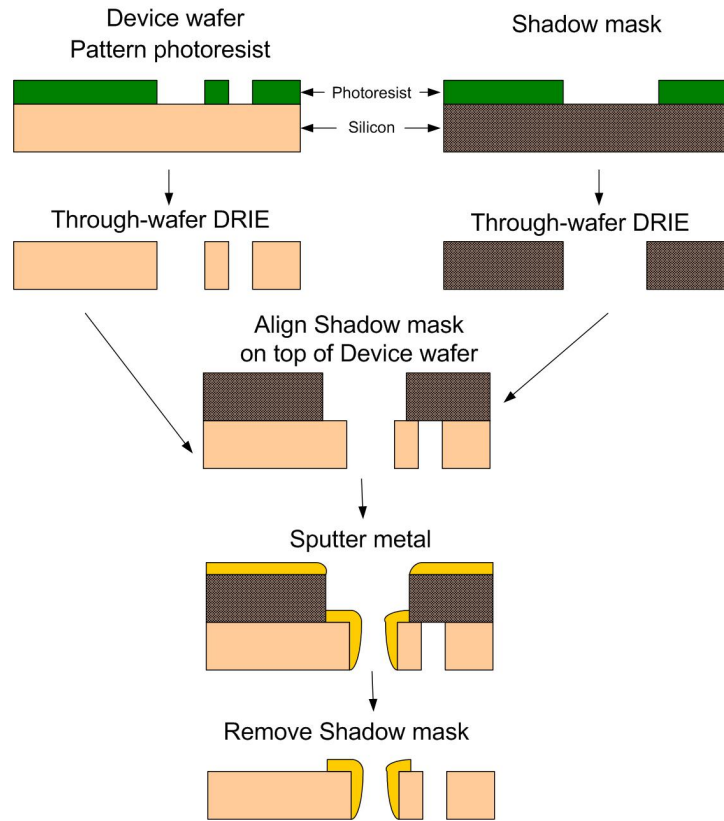 Device wafer
Pattern photoresist
Shadow mask
Photoresist
Silicon
Through-wafer DRIE
Through-wafer DRIE
Align Shadow mask
on top of Device wafer
Sputter metal
Remove Shadow mask